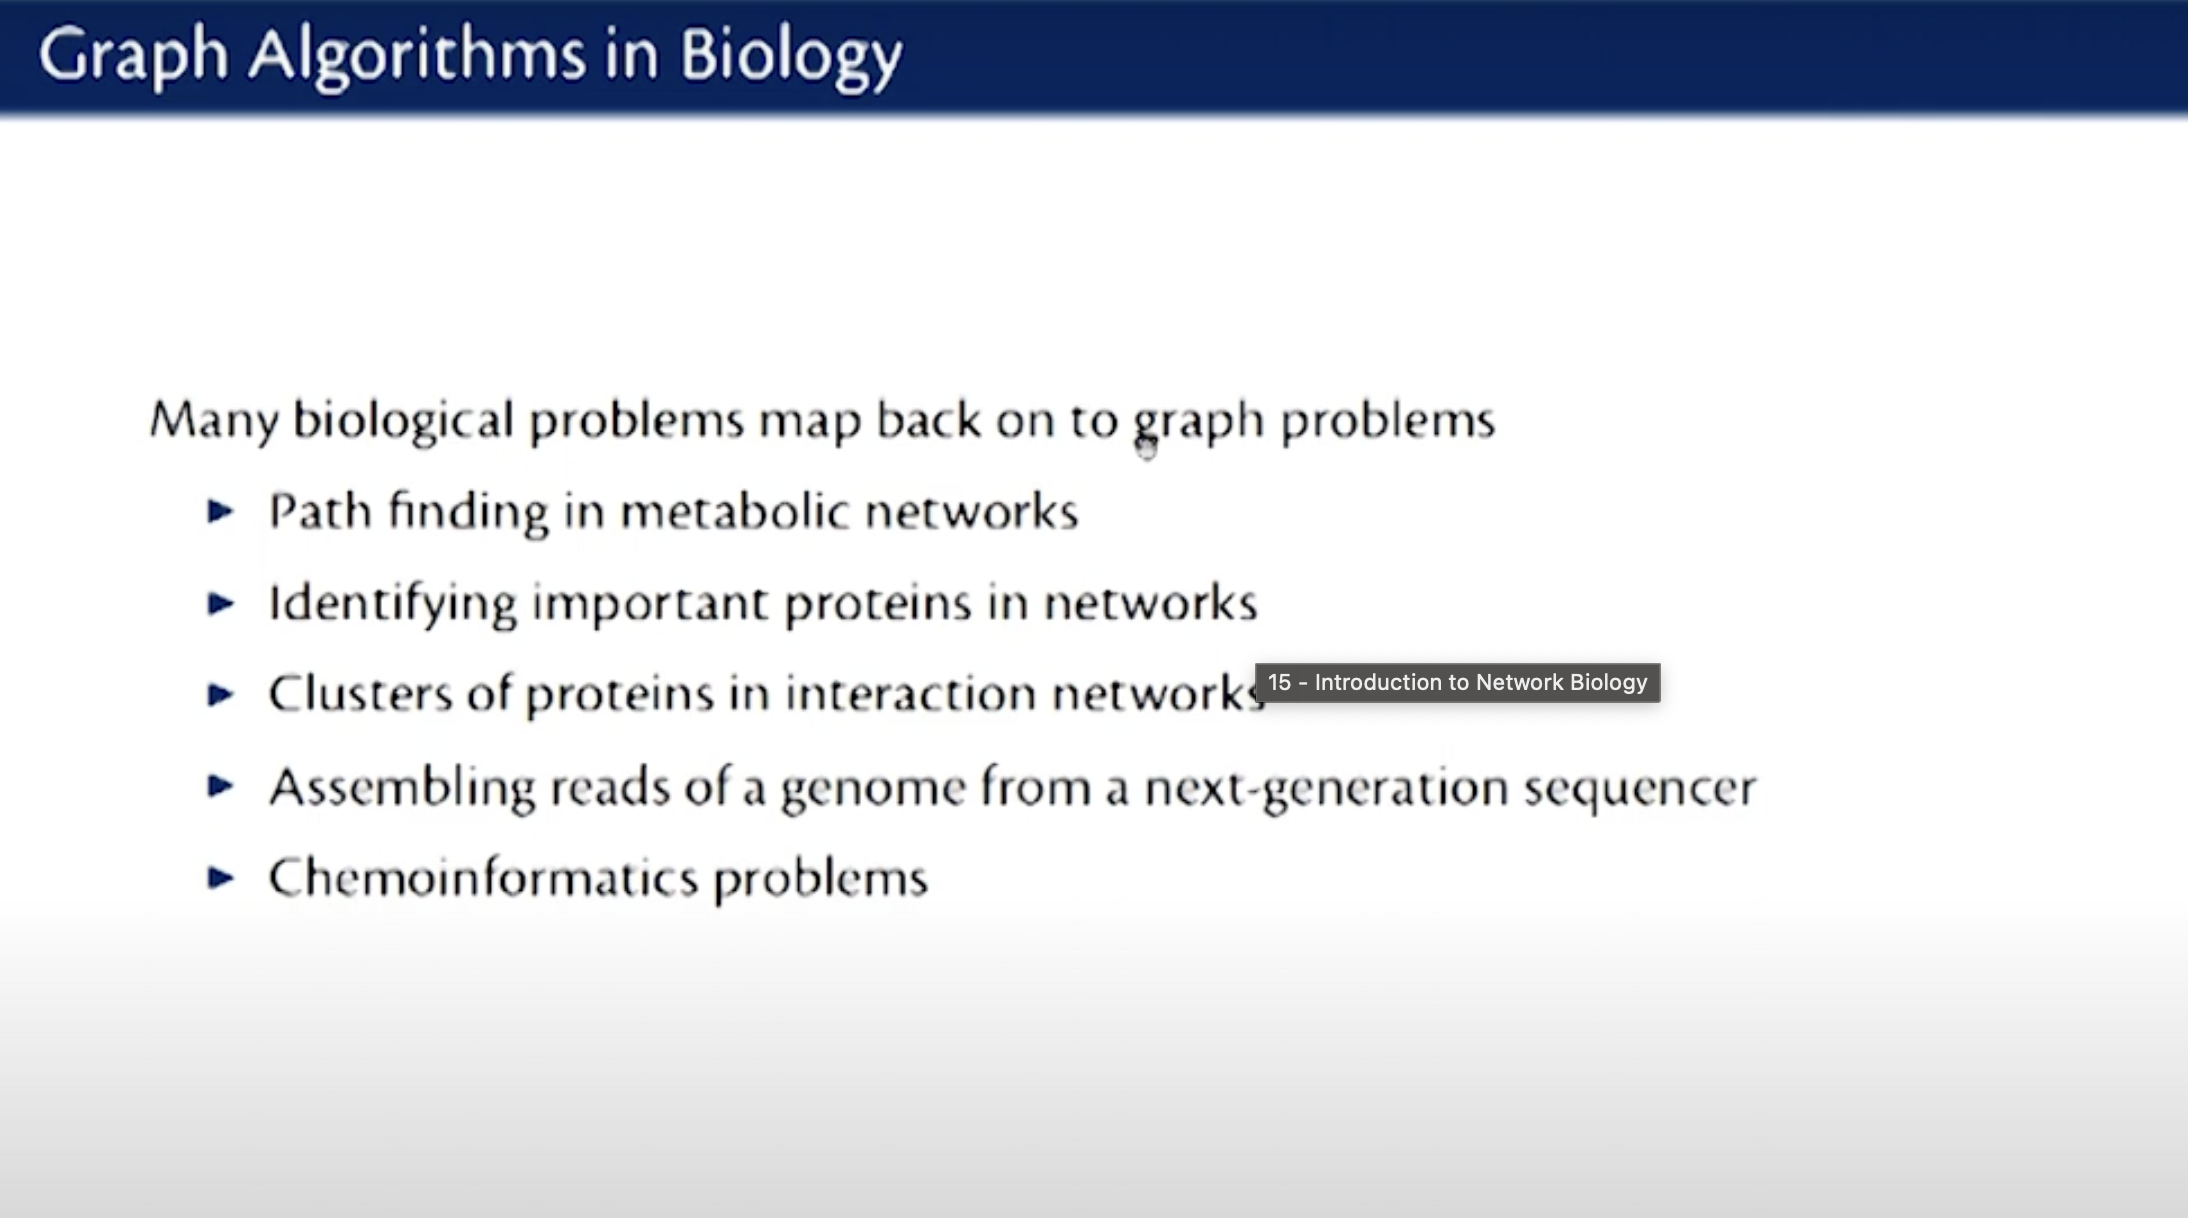 Graph Algorithms in Biology
Many biological problems map back on to graph problems
Path finding in metabolic networks
Identifying important proteins in networks
Clusters of proteins in interaction networks
15 - Introduction to Network Biology
Assembling reads of a genome from a next-generation sequencer
Chemoinformatics problems